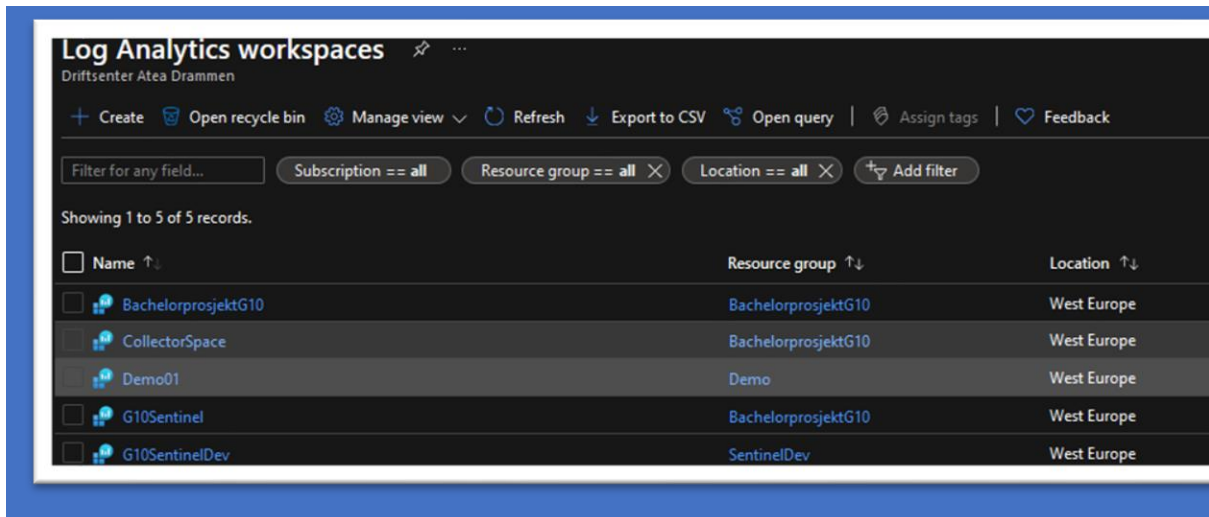 Log Analytics workspaces ...
Driftsenter Atea Drammen
Create Open recycle bin Manage view Refresh Export to CSV Open query | Assign tags | Feedback
Filter for any field... Subscription == all Resource group == all Location == all Add filter
Showing 1 to 5 of 5 records.
Name Resource group Location
BachelorprosjektG10 BachelorprosjektG10 West Europe
CollectorSpace BachelorprosjektG10 West Europe
Demo01 Demo West Europe
G10Sentinel BachelorprosjektG10 West Europe
G10SentinelDev SentinelDev West Europe